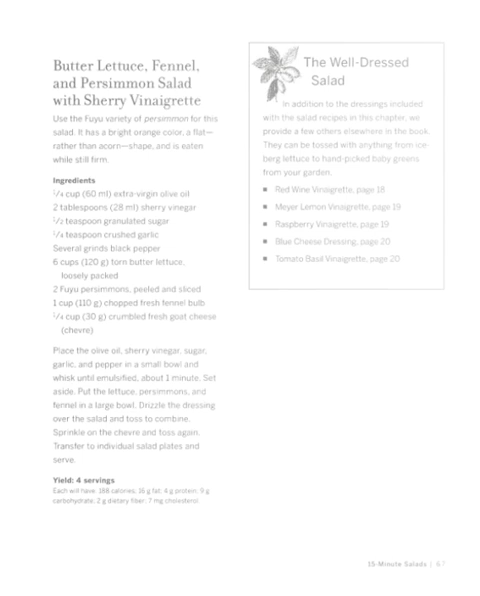 Butter Lettuce, Fennel,
and Persimmon Salad
with Sherry Vinaigrette
Use the Fuyu variety of persimmon for this
salad. It has a bright orange color, a flat—
rather than acorn—shape, and is eaten
while still firm.
Ingredients
1/4 cup (60 ml) extra-virgin olive oil
2 tablespoons (28 ml) sherry vinegar
1/2 teaspoon granulated sugar
1/4 teaspoon crushed garlic
Several grinds black pepper
6 cups (120 g) torn butter lettuce,
loosely packed
2 Fuyu persimmons, peeled and sliced
1 cup (110 g) chopped fresh fennel bulb
1/4 cup (30 g) crumbled fresh goat cheese
(chevre)
Place the olive oil, sherry vinegar, sugar,
garlic, and pepper in a small bowl and
whisk until emulsified, about 1 minute. Set
aside. Put the lettuce, persimmons, and
fennel in a large bowl. Drizzle the dressing
over the salad and toss to combine.
Sprinkle on the chevre and toss again.
Transfer to individual salad plates and
serve.
Yield: 4 servings
Each will have: 188 calories; 16 g fat; 4 g protein; 9 g
carbohydrate; 2 g dietary fiber; 7 mg cholesterol.
The Well-Dressed
Salad
In addition to the dressings included
with the salad recipes in this chapter, we
provide a few others elsewhere in the book.
They can be tossed with anything from ice-
berg lettuce to hand-picked baby greens
from your garden.
■ Red Wine Vinaigrette, page 18
■ Meyer Lemon Vinaigrette, page 19
■ Raspberry Vinaigrette, page 19
■ Blue Cheese Dressing, page 20
■ Tomato Basil Vinaigrette, page 20
15-Minute Salads | 67